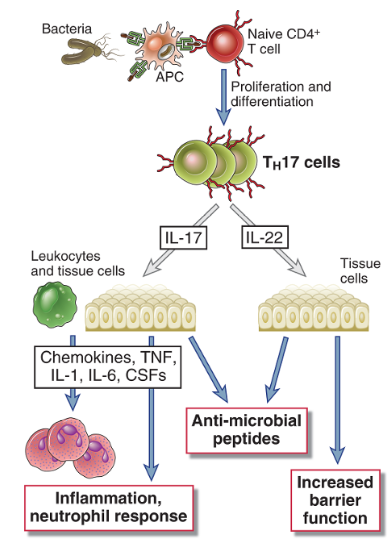 Bacteria
APC
Naive CD4+
T cell
Proliferation and
differentiation
TH17 cells
IL-17
IL-22
Leukocytes
and tissue cells
Tissue
cells
Chemokines, TNF,
IL-1, IL-6, CSFs
Anti-microbial
peptides
Inflammation,
neutrophil response
Increased
barrier
function